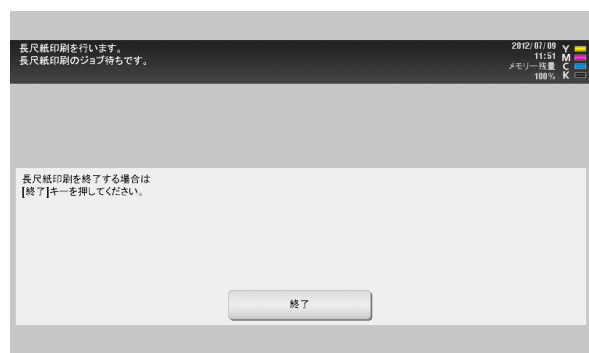 長尺紙印刷を行います。
長尺紙印刷のジョブ待ちです。
2012/07/09
11:51
メモリー残量
100%
Y
M
C
K
長尺紙印刷を終了する場合は
[終了]キーを押してください。
終了